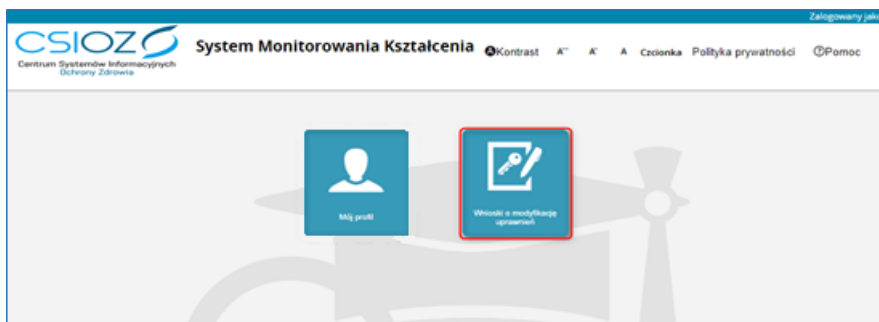 Zalogowany jako
CSIOZ
Centrum Systemów Informacyjnych
Ochrony Zdrowia
System Monitorowania Kształcenia
Kontrast A++ A+ A Czcionka Polityka prywatności Pomoc
Mój profil
Wnioski o modyfikację
uprawnień